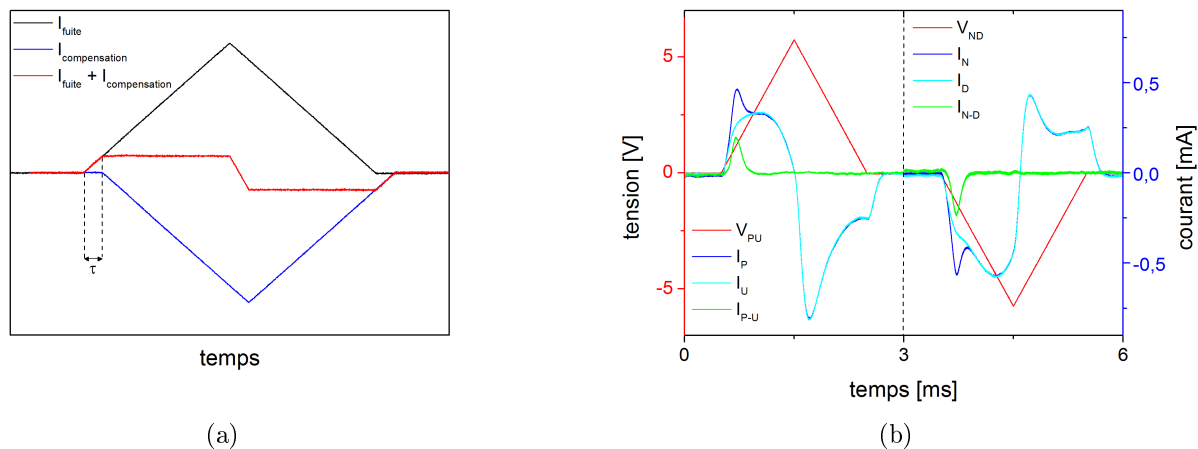 I_fuite
I_compensation
I_fuite + I_compensation
τ
temps
(a)
V_ND
I_N
I_D
I_N-D
V_PU
I_P
I_U
I_P-U
5
0
-5
tension [V]
0,5
0,0
-0,5
courant [mA]
0 3 6
temps [ms]
(b)